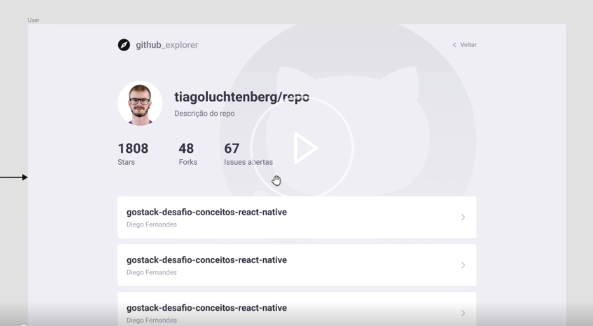 User
github_explorer
Voltar
tiagoluchtenberg/repo
Descrição do repo
1808 48 67
Stars Forks Issues abertas
gostack-desafio-conceitos-react-native
Diego Fernandes
gostack-desafio-conceitos-react-native
Diego Fernandes
gostack-desafio-conceitos-react-native
Diego Fernandes